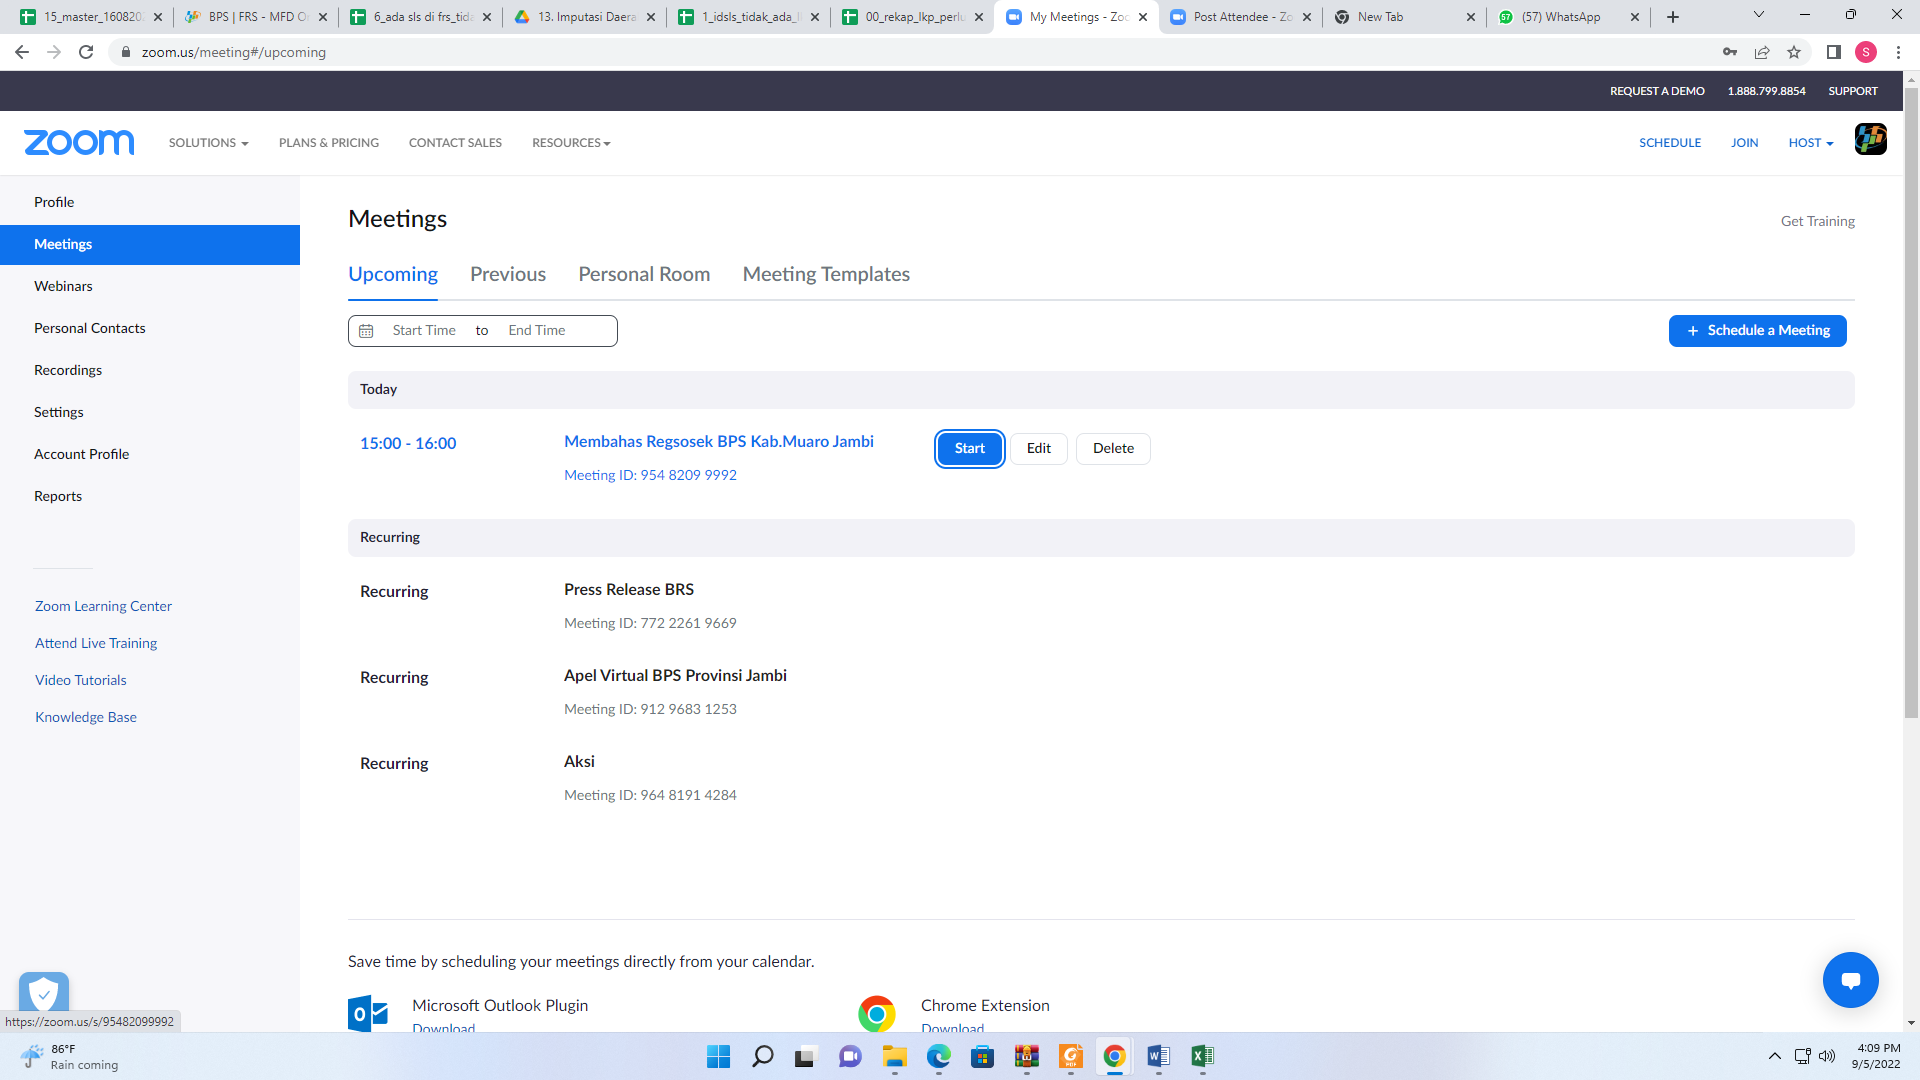 15_master_160820
BPS | FRS - MFD O
6_ada sls di frs_tida
13. Imputasi Daera
1_idsls_tidak_ada_l
00_rekap_lkp_perlu
My Meetings - Zoo
Post Attendee - Zo
New Tab
(57) WhatsApp
zoom.us/meeting#/upcoming
S
REQUEST A DEMO 1.888.799.8854 SUPPORT
zoom SOLUTIONS PLANS & PRICING CONTACT SALES RESOURCES SCHEDULE JOIN HOST
Profile
Meetings
Webinars
Personal Contacts
Recordings
Settings
Account Profile
Reports
Zoom Learning Center
Attend Live Training
Video Tutorials
Knowledge Base
Meetings
Get Training
Upcoming Previous Personal Room Meeting Templates
Start Time to End Time
+ Schedule a Meeting
Today
15:00 - 16:00 Membahas Regsosek BPS Kab.Muaro Jambi Start Edit Delete
Meeting ID: 954 8209 9992
Recurring
Recurring Press Release BRS
Meeting ID: 772 2261 9669
Recurring Apel Virtual BPS Provinsi Jambi
Meeting ID: 912 9683 1253
Recurring Aksi
Meeting ID: 964 8191 4284
Save time by scheduling your meetings directly from your calendar.
Microsoft Outlook Plugin
Download
Chrome Extension
Download
https://zoom.us/s/95482099992
86°F
Rain coming
4:09 PM
9/5/2022